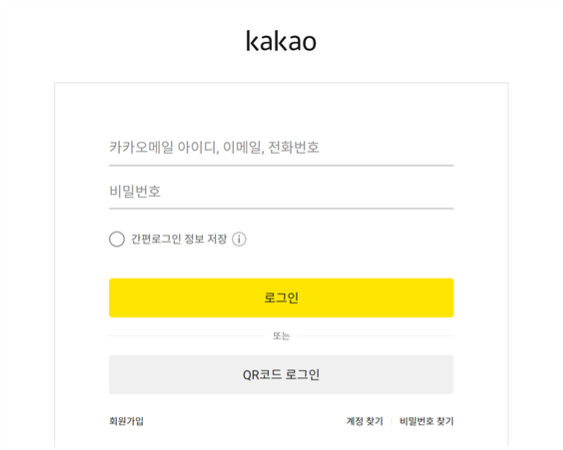 kakao
카카오메일 아이디, 이메일, 전화번호
비밀번호
간편로그인 정보 저장
로그인
또는
QR코드 로그인
회원가입 계정 찾기 비밀번호 찾기